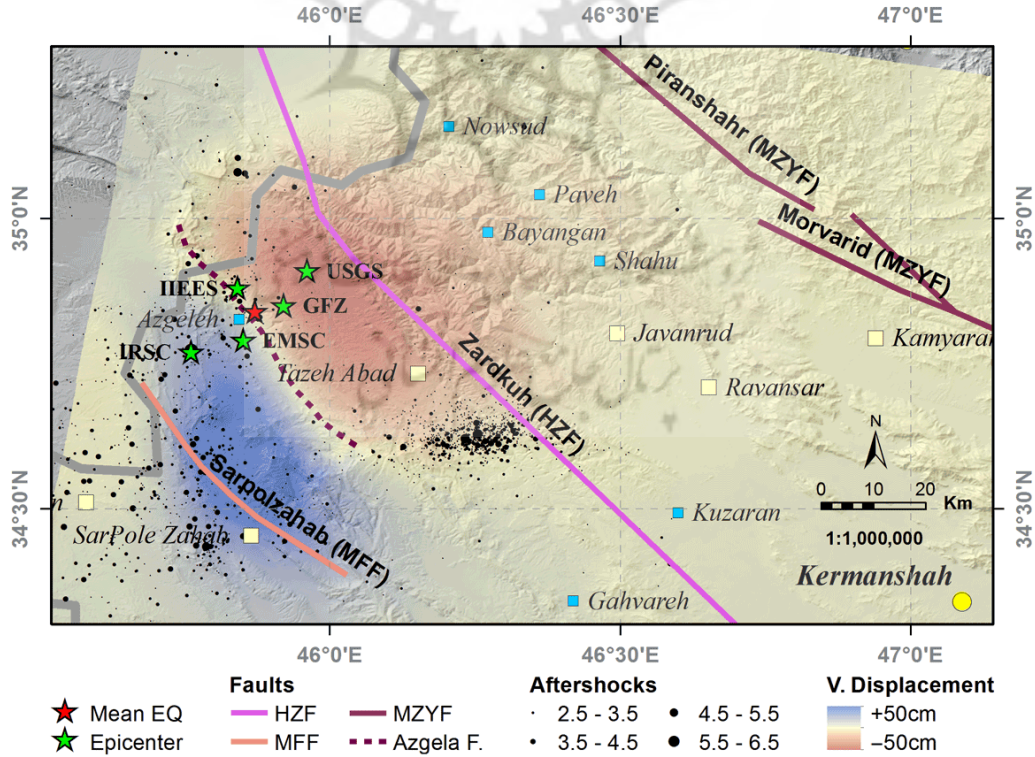 46°0'E
46°30'E
47°0'E
35°0'N
34°30'N
35°0'N
34°30'N
Piranshahr (MZYF)
Nowsud
Paveh
Morvarid (MZYF)
Bayangan
Shahu
USGS
IIEES
GFZ
Azgeleh
EMSC
IRSC
Javanrud
Kamyaran
Zardkuh (HZF)
Tazeh Abad
Ravansar
N
0 10 20 Km
1:1,000,000
Sarpolzahab (MFF)
n
SarPole Zahab
Kuzaran
Kermanshah
Gahvareh
46°0'E
46°30'E
47°0'E
Faults
Aftershocks
V. Displacement
Mean EQ
HZF
MZYF
2.5 - 3.5
4.5 - 5.5
+50cm
Epicenter
MFF
Azgela F.
3.5 - 4.5
5.5 - 6.5
−50cm